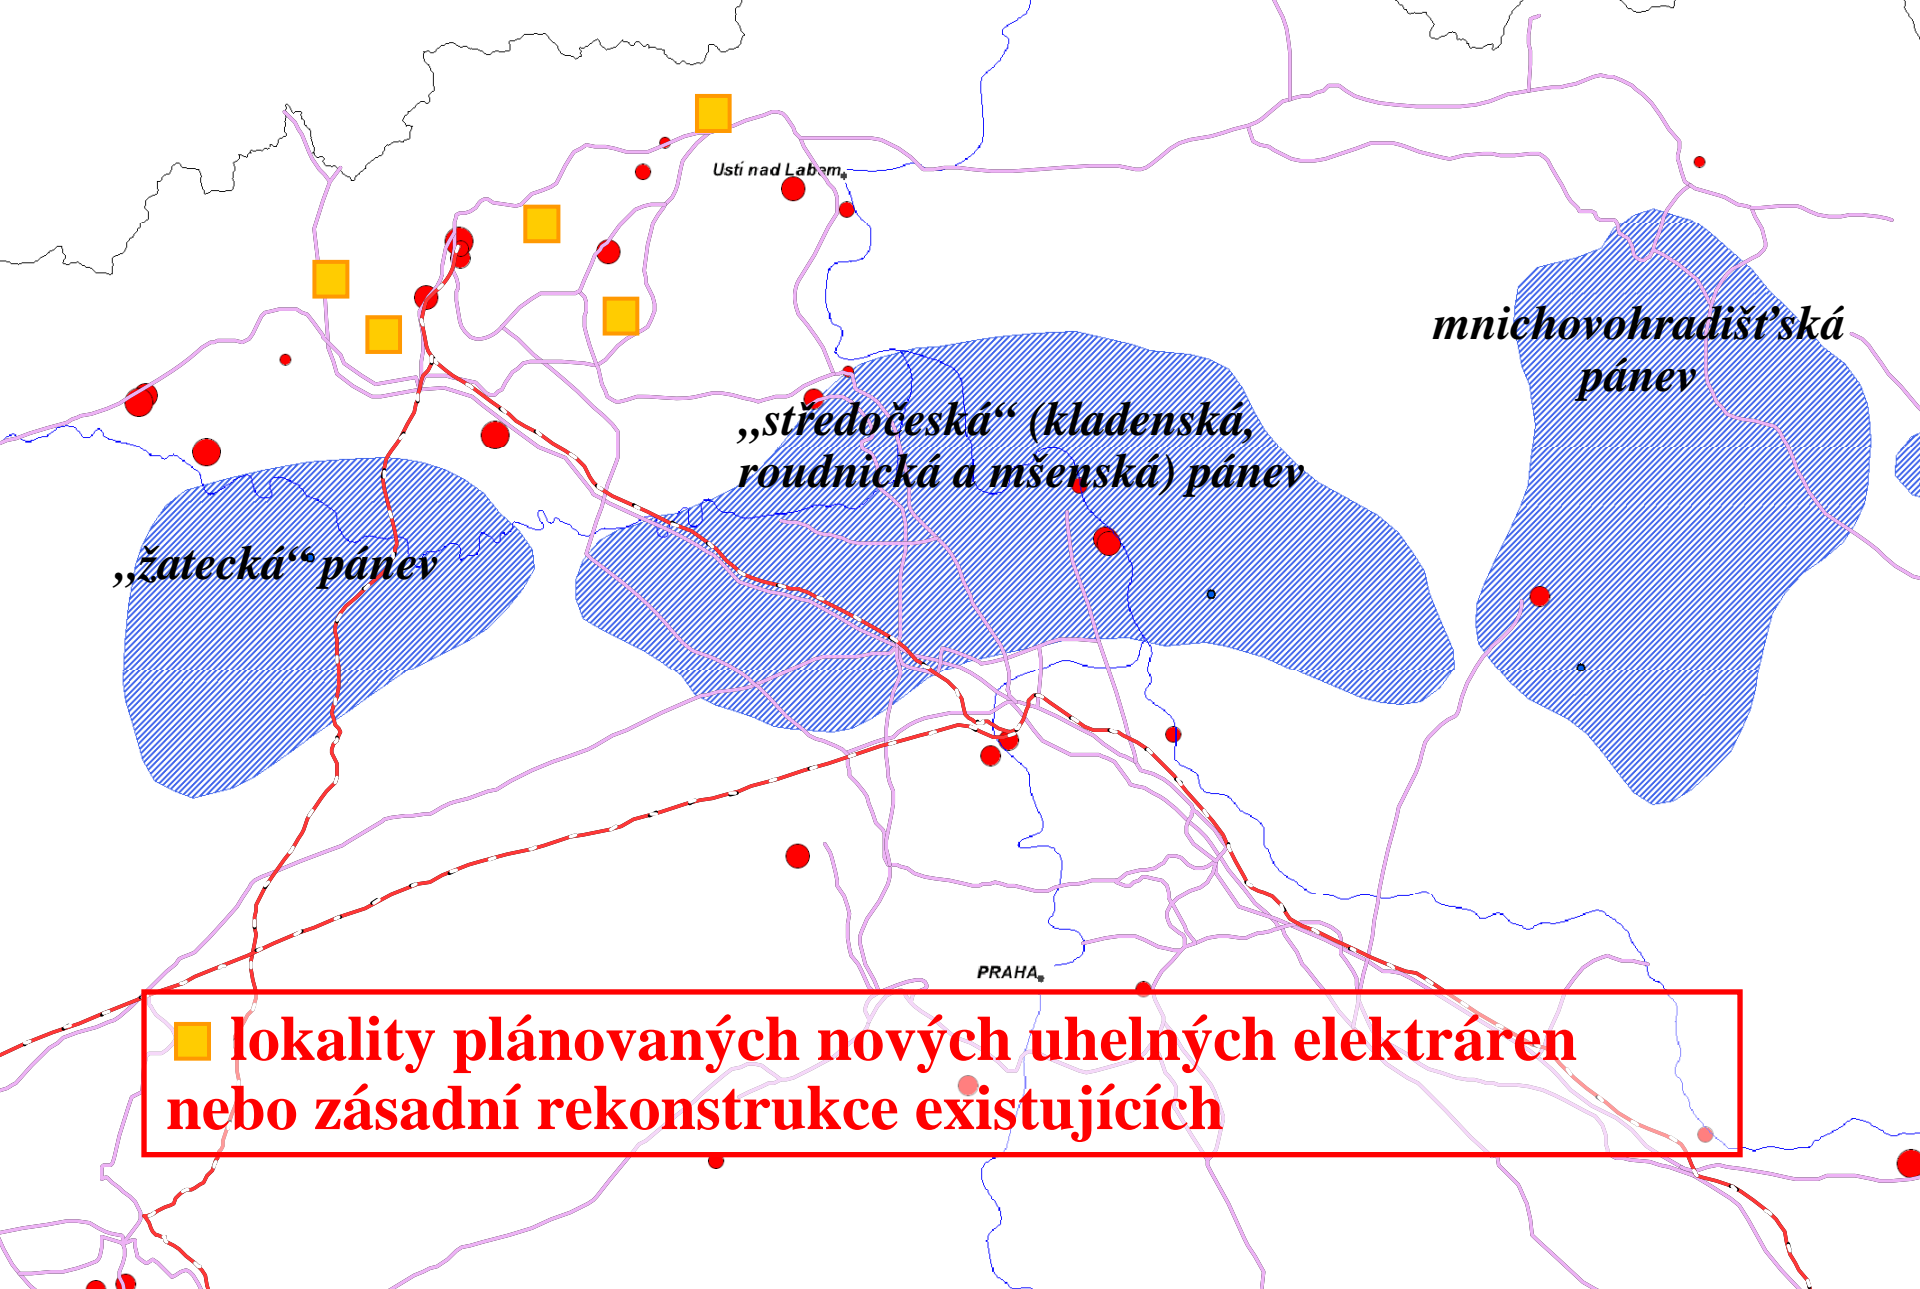 Ustí nad Labem
mnichovohradišťská
pánev
„středočeská“ (kladenská,
roudnická a mšenská) pánev
„žatecká“ pánev
PRAHA
lokality plánovaných nových uhelných elektráren
nebo zásadní rekonstrukce existujících